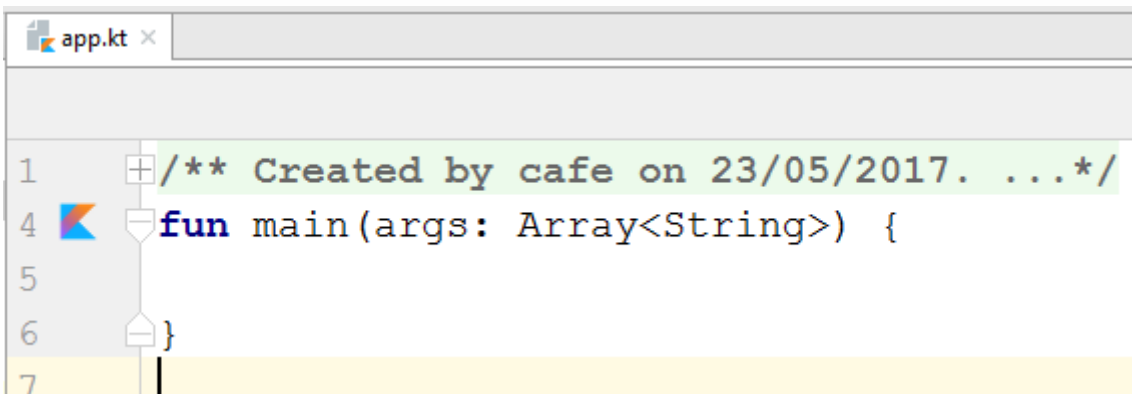 app.kt
1 /** Created by cafe on 23/05/2017. ...*/
4 fun main(args: Array<String>) {
5
6 }
7